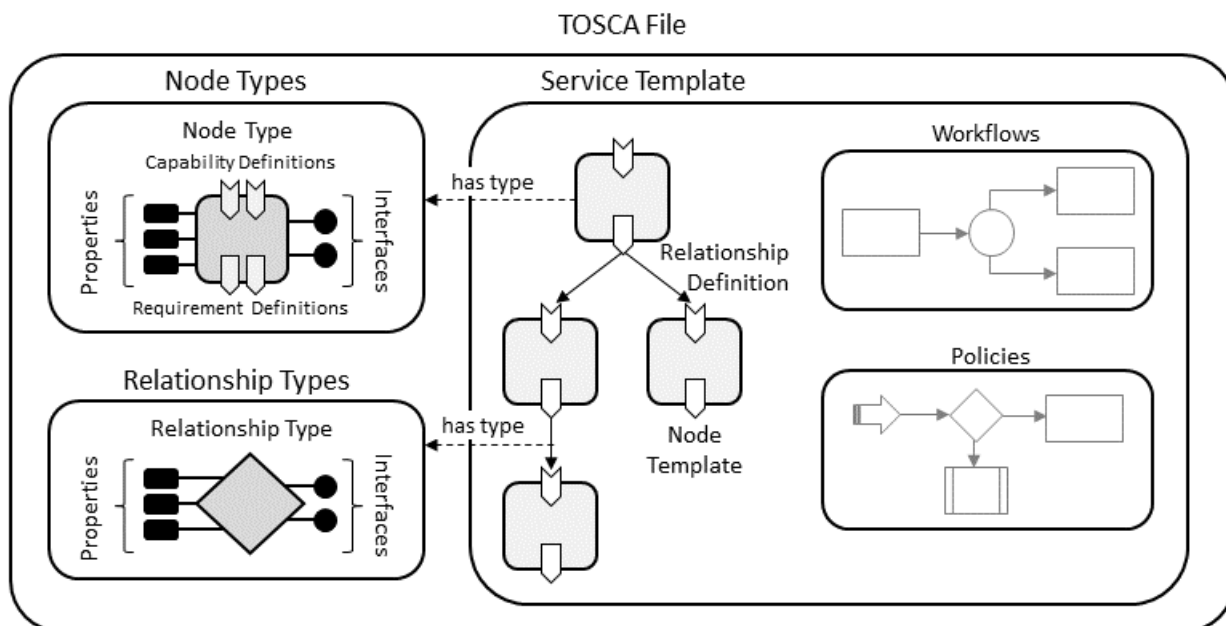 TOSCA File
Node Types
Node Type
Capability Definitions
Properties
Interfaces
Requirement Definitions
Relationship Types
Relationship Type
Properties
Interfaces
Service Template
has type
Relationship
Definition
has type
Node
Template
Workflows
Policies